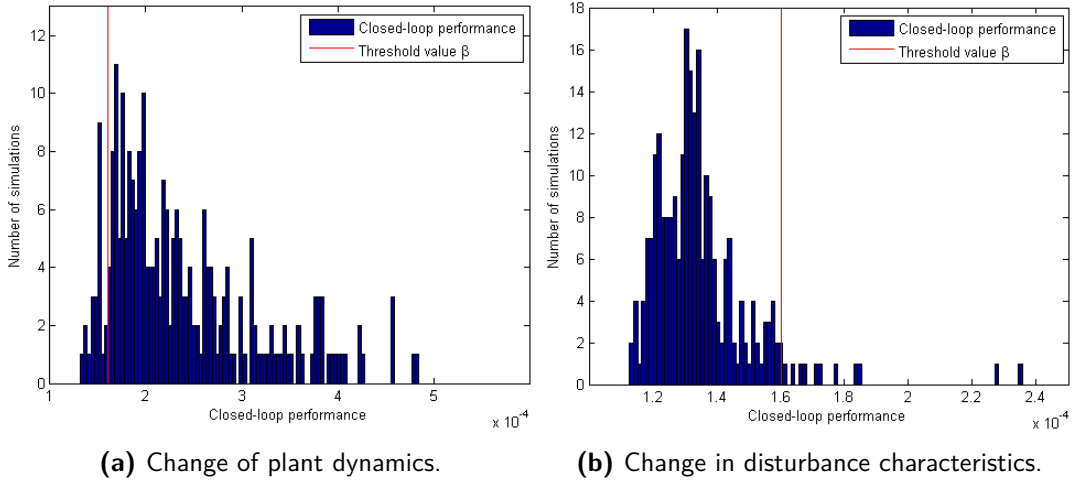 Closed-loop performance
Threshold value β
12
10
8
6
4
2
0
Number of simulations
1 2 3 4 5
Closed-loop performance
x 10⁻⁴
(a) Change of plant dynamics.
Closed-loop performance
Threshold value β
18
16
14
12
10
8
6
4
2
0
Number of simulations
1.2 1.4 1.6 1.8 2 2.2 2.4
Closed-loop performance
x 10⁻⁴
(b) Change in disturbance characteristics.